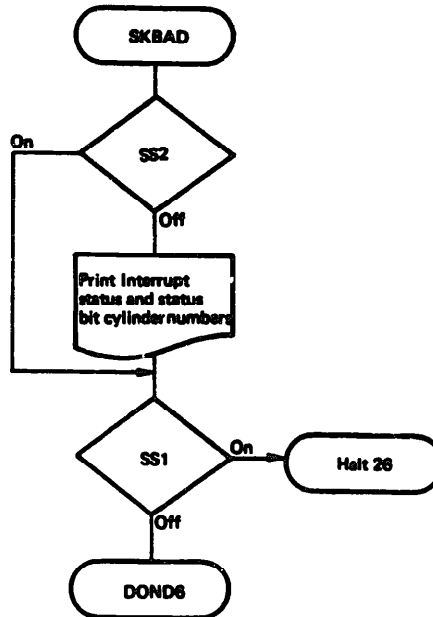 SKBAD
On
SS2
Off
Print Interrupt
status and status
bit cylinder numbers
SS1
On
Halt 26
Off
DOND6